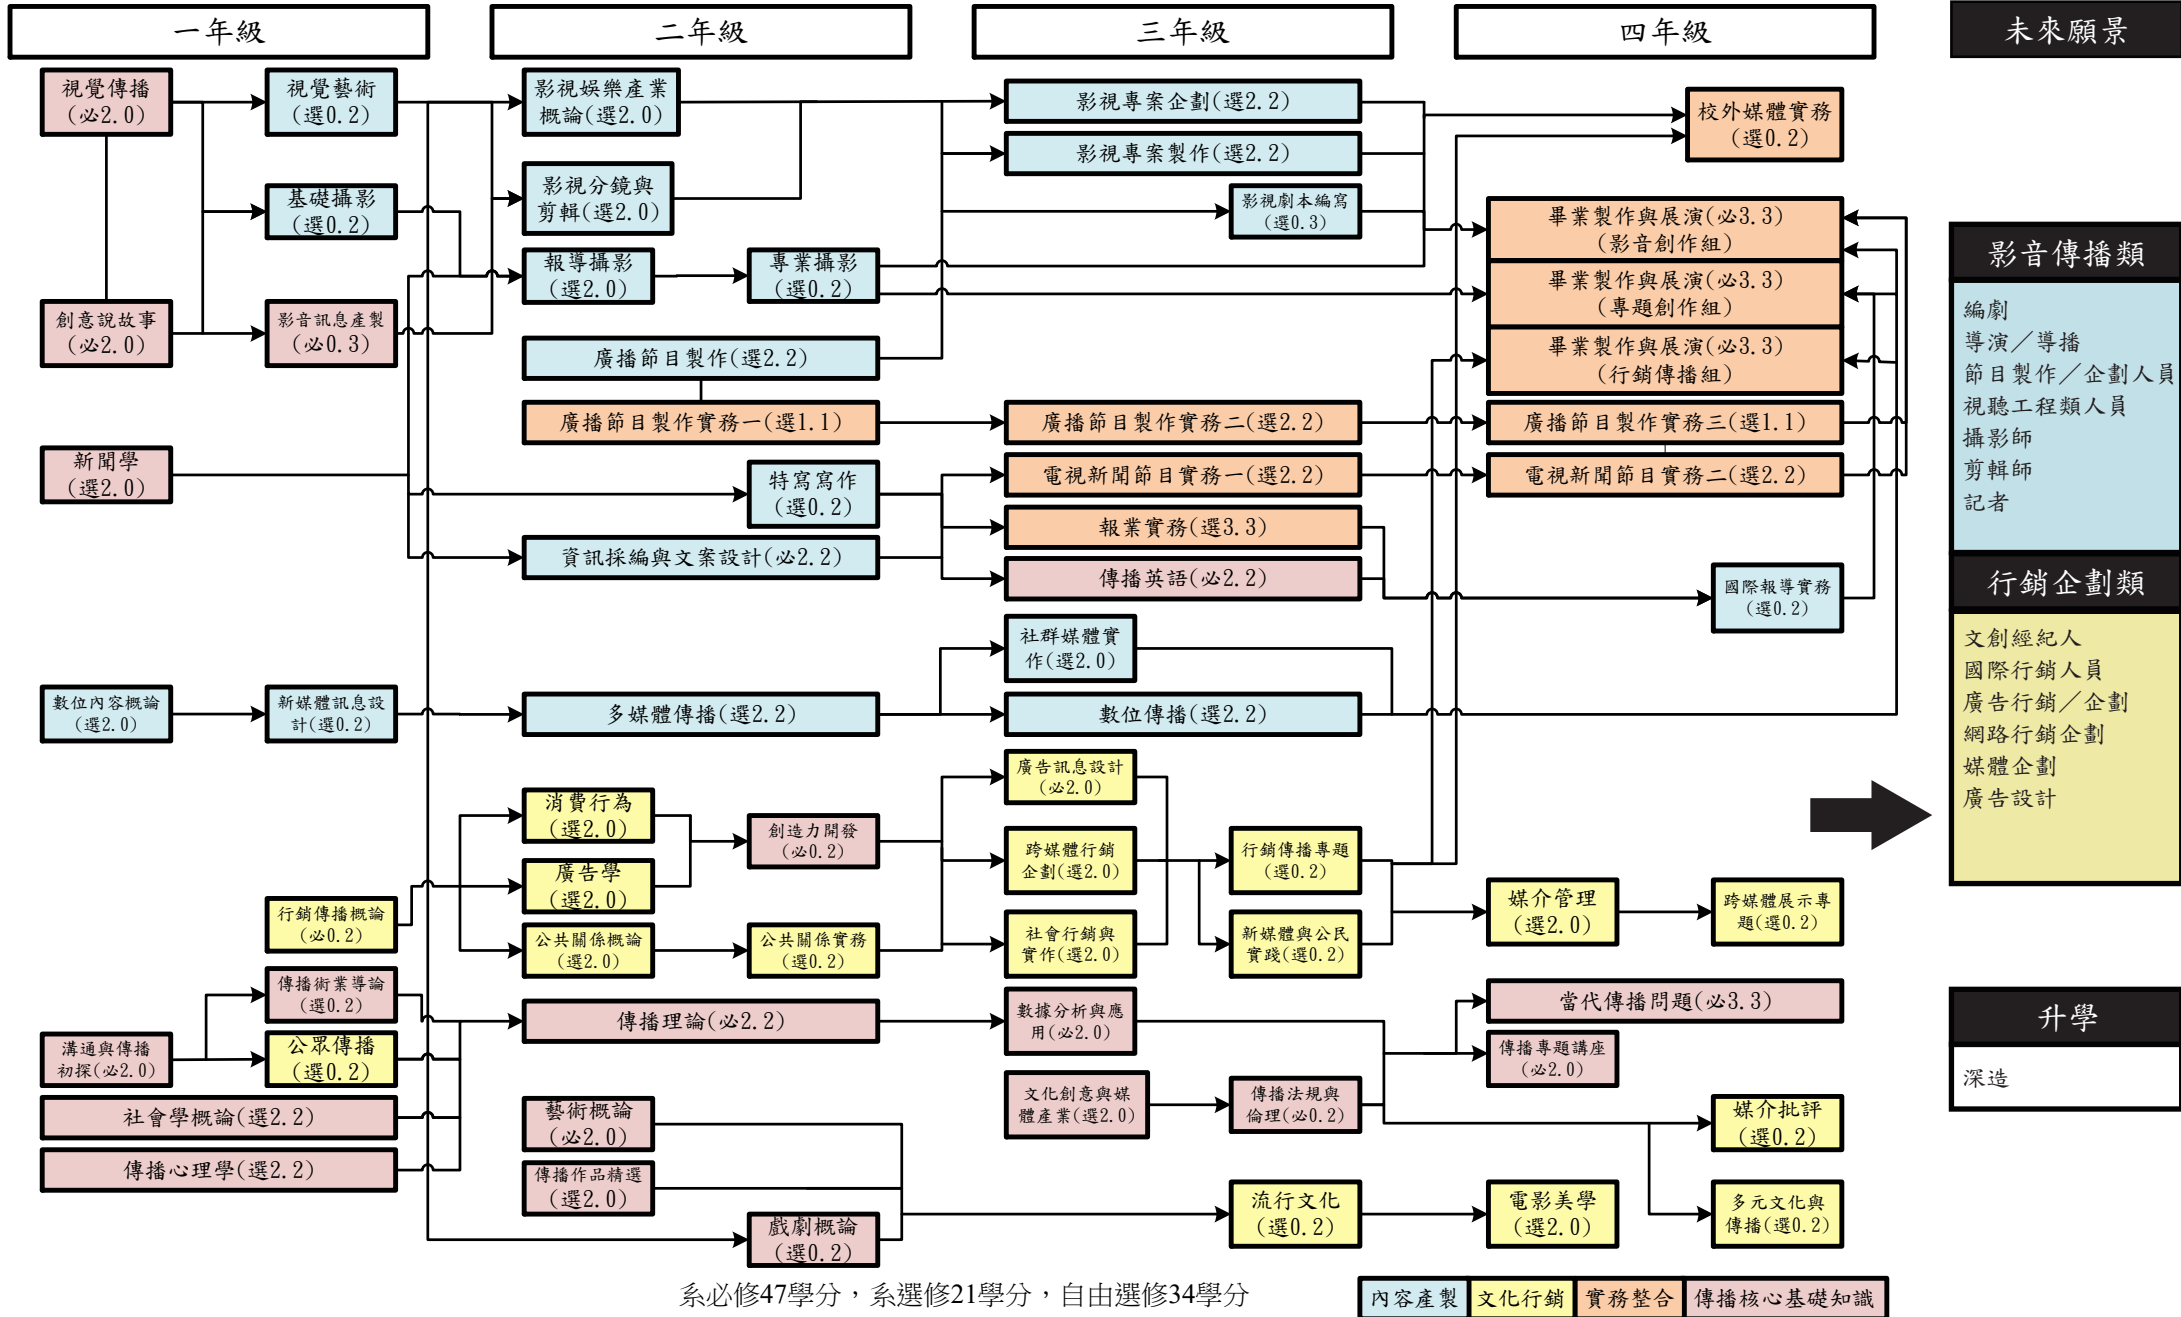 一年級
二年級
三年級
四年級
未來願景
視覺傳播
(必2.0)
視覺藝術
(選0.2)
基礎攝影
(選0.2)
創意說故事
(必2.0)
影音訊息產製
(必0.3)
新聞學
(選2.0)
數位內容概論
(選2.0)
新媒體訊息設
計(選0.2)
行銷傳播概論
(必0.2)
傳播術業導論
(選0.2)
溝通與傳播
初探(必2.0)
公眾傳播
(選0.2)
社會學概論(選2.2)
傳播心理學(選2.2)
影視娛樂產業
概論(選2.0)
影視分鏡與
剪輯(選2.0)
報導攝影
(選2.0)
專業攝影
(選0.2)
廣播節目製作(選2.2)
廣播節目製作實務一(選1.1)
特寫寫作
(選0.2)
資訊採編與文案設計(必2.2)
多媒體傳播(選2.2)
消費行為
(選2.0)
廣告學
(選2.0)
創造力開發
(必0.2)
公共關係概論
(選2.0)
公共關係實務
(選0.2)
傳播理論(必2.2)
藝術概論
(必2.0)
傳播作品精選
(選2.0)
戲劇概論
(選0.2)
影視專案企劃(選2.2)
影視專案製作(選2.2)
影視劇本編寫
(選0.3)
廣播節目製作實務二(選2.2)
電視新聞節目實務一(選2.2)
報業實務(選3.3)
傳播英語(必2.2)
社群媒體實
作(選2.0)
數位傳播(選2.2)
廣告訊息設計
(必2.0)
跨媒體行銷
企劃(選2.0)
行銷傳播專題
(選0.2)
社會行銷與
實作(選2.0)
新媒體與公民
實踐(選0.2)
數據分析與應
用(必2.0)
文化創意與媒
體產業(選2.0)
傳播法規與
倫理(必0.2)
流行文化
(選0.2)
校外媒體實務
(選0.2)
畢業製作與展演(必3.3)
(影音創作組)
畢業製作與展演(必3.3)
(專題創作組)
畢業製作與展演(必3.3)
(行銷傳播組)
廣播節目製作實務三(選1.1)
電視新聞節目實務二(選2.2)
國際報導實務
(選0.2)
媒介管理
(選2.0)
跨媒體展示專
題(選0.2)
當代傳播問題(必3.3)
傳播專題講座
(必2.0)
媒介批評
(選0.2)
電影美學
(選2.0)
多元文化與
傳播(選0.2)
影音傳播類
編劇
導演／導播
節目製作／企劃人員
視聽工程類人員
攝影師
剪輯師
記者
行銷企劃類
文創經紀人
國際行銷人員
廣告行銷／企劃
網路行銷企劃
媒體企劃
廣告設計
升學
深造
系必修47學分，系選修21學分，自由選修34學分
內容產製
文化行銷
實務整合
傳播核心基礎知識